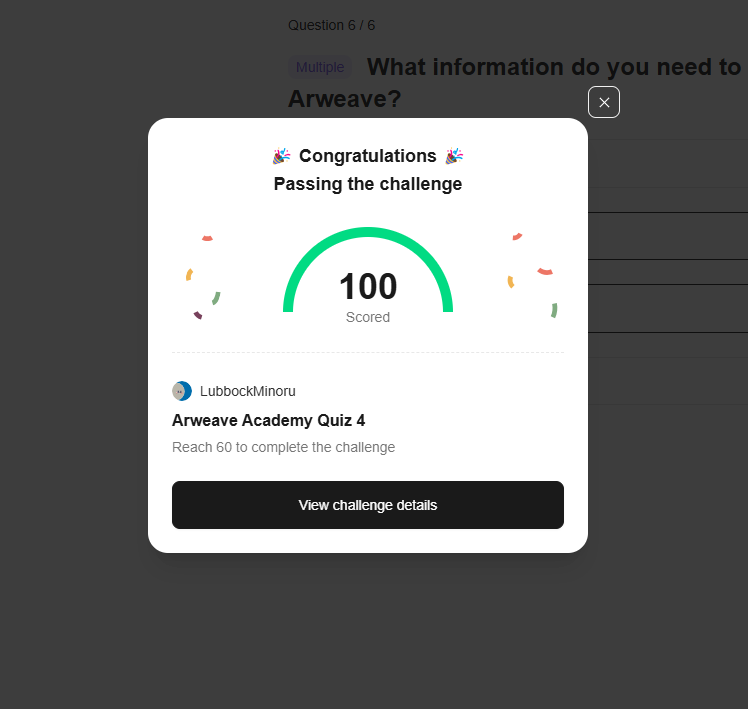 Question 6 / 6
Multiple What information do you need to
Arweave?
Congratulations
Passing the challenge
100
Scored
LubbockMinoru
Arweave Academy Quiz 4
Reach 60 to complete the challenge
View challenge details